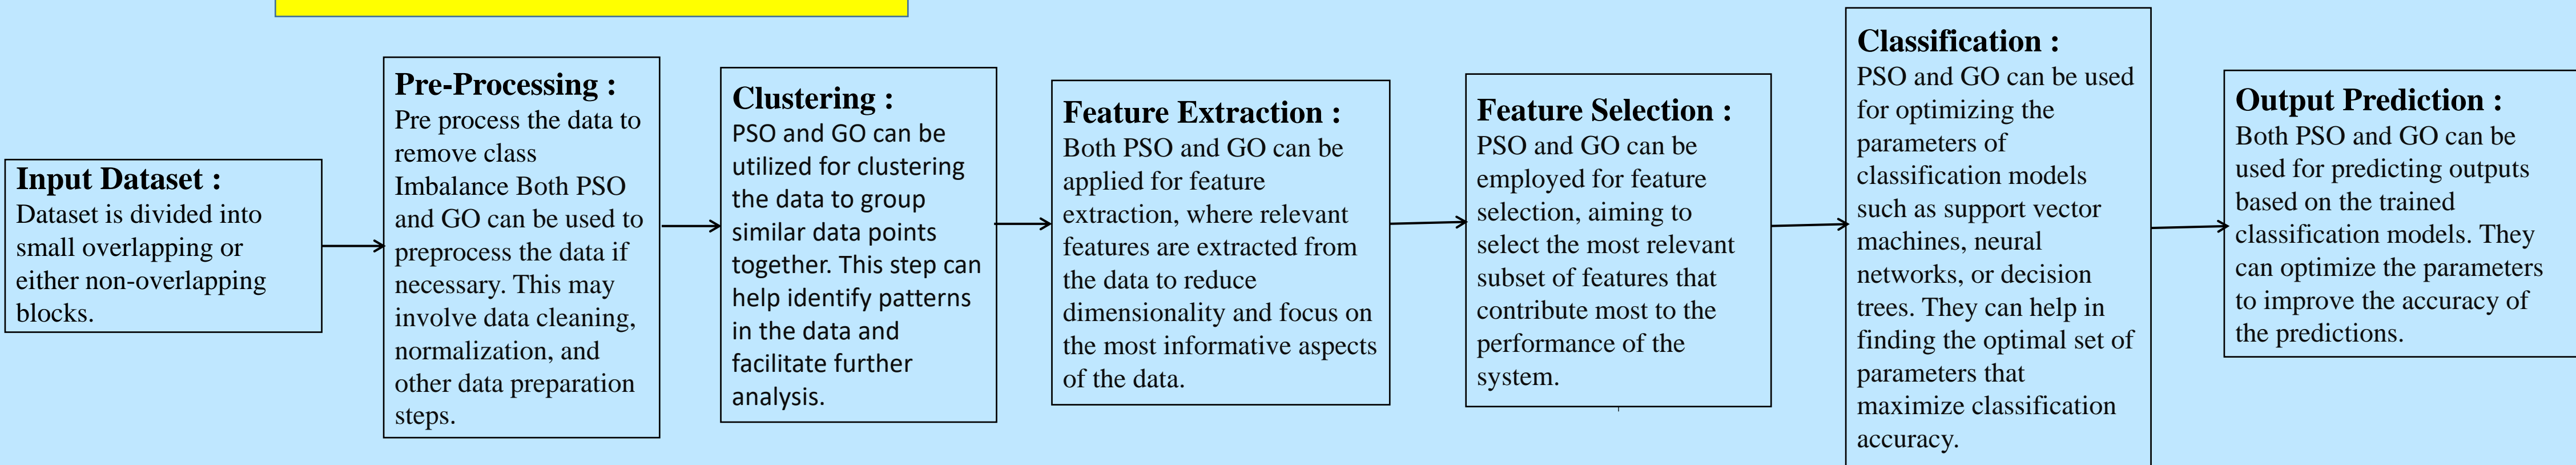 Input Dataset :
Dataset is divided into
small overlapping or
either non-overlapping
blocks.
Pre-Processing :
Pre process the data to
remove class
Imbalance Both PSO
and GO can be used to
preprocess the data if
necessary. This may
involve data cleaning,
normalization, and
other data preparation
steps.
Clustering :
PSO and GO can be
utilized for clustering
the data to group
similar data points
together. This step can
help identify patterns
in the data and
facilitate further
analysis.
Feature Extraction :
Both PSO and GO can be
applied for feature
extraction, where relevant
features are extracted from
the data to reduce
dimensionality and focus on
the most informative aspects
of the data.
Feature Selection :
PSO and GO can be
employed for feature
selection, aiming to
select the most relevant
subset of features that
contribute most to the
performance of the
system.
Classification :
PSO and GO can be used
for optimizing the
parameters of
classification models
such as support vector
machines, neural
networks, or decision
trees. They can help in
finding the optimal set of
parameters that
maximize classification
accuracy.
Output Prediction :
Both PSO and GO can be
used for predicting outputs
based on the trained
classification models. They
can optimize the parameters
to improve the accuracy of
the predictions.